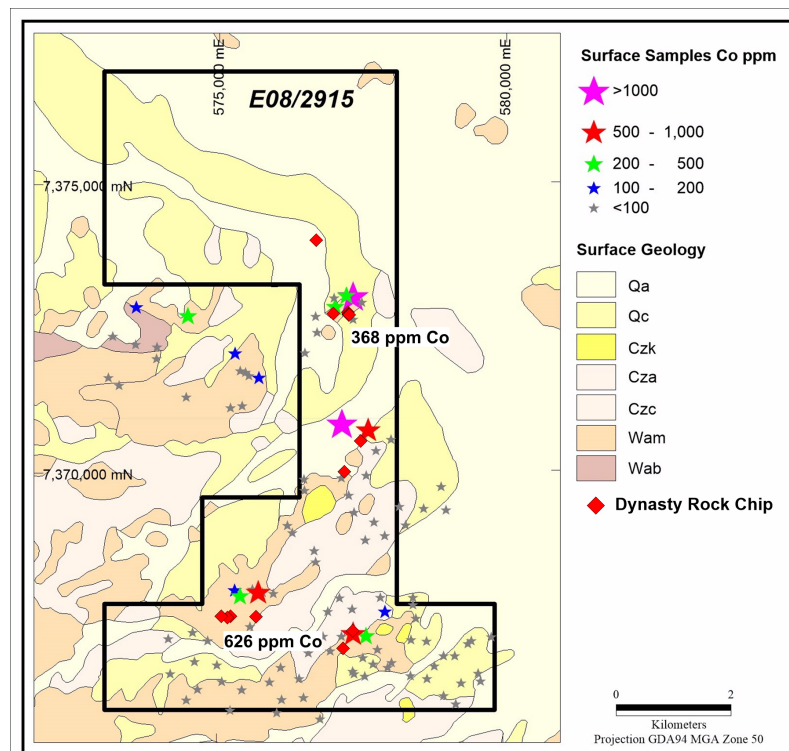 575,000 mE
580,000 mE
E08/2915
7,375,000 mN
368 ppm Co
7,370,000 mN
626 ppm Co
Surface Samples Co ppm
>1000
500 - 1,000
200 - 500
100 - 200
<100
Surface Geology
Qa
Qc
Czk
Cza
Czc
Wam
Wab
Dynasty Rock Chip
0 2
Kilometers
Projection GDA94 MGA Zone 50